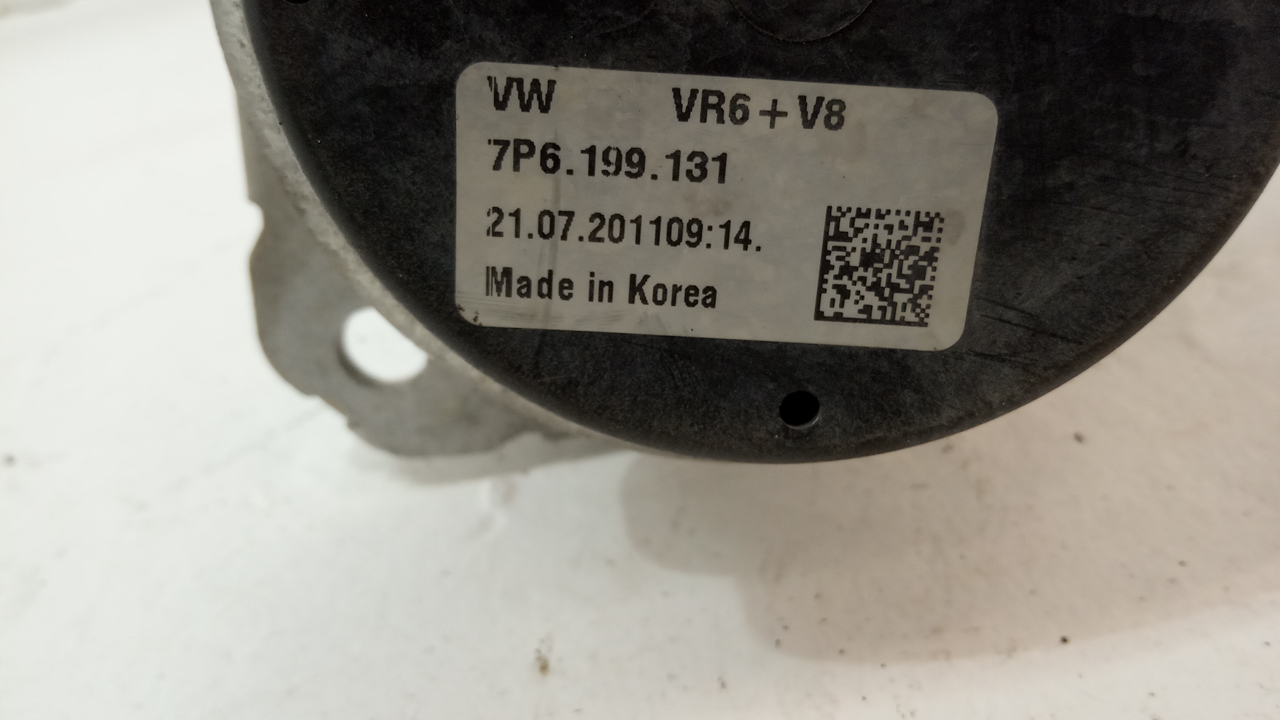 VW VR6+V8
7P6.199.131
21.07.201109:14.
Made in Korea